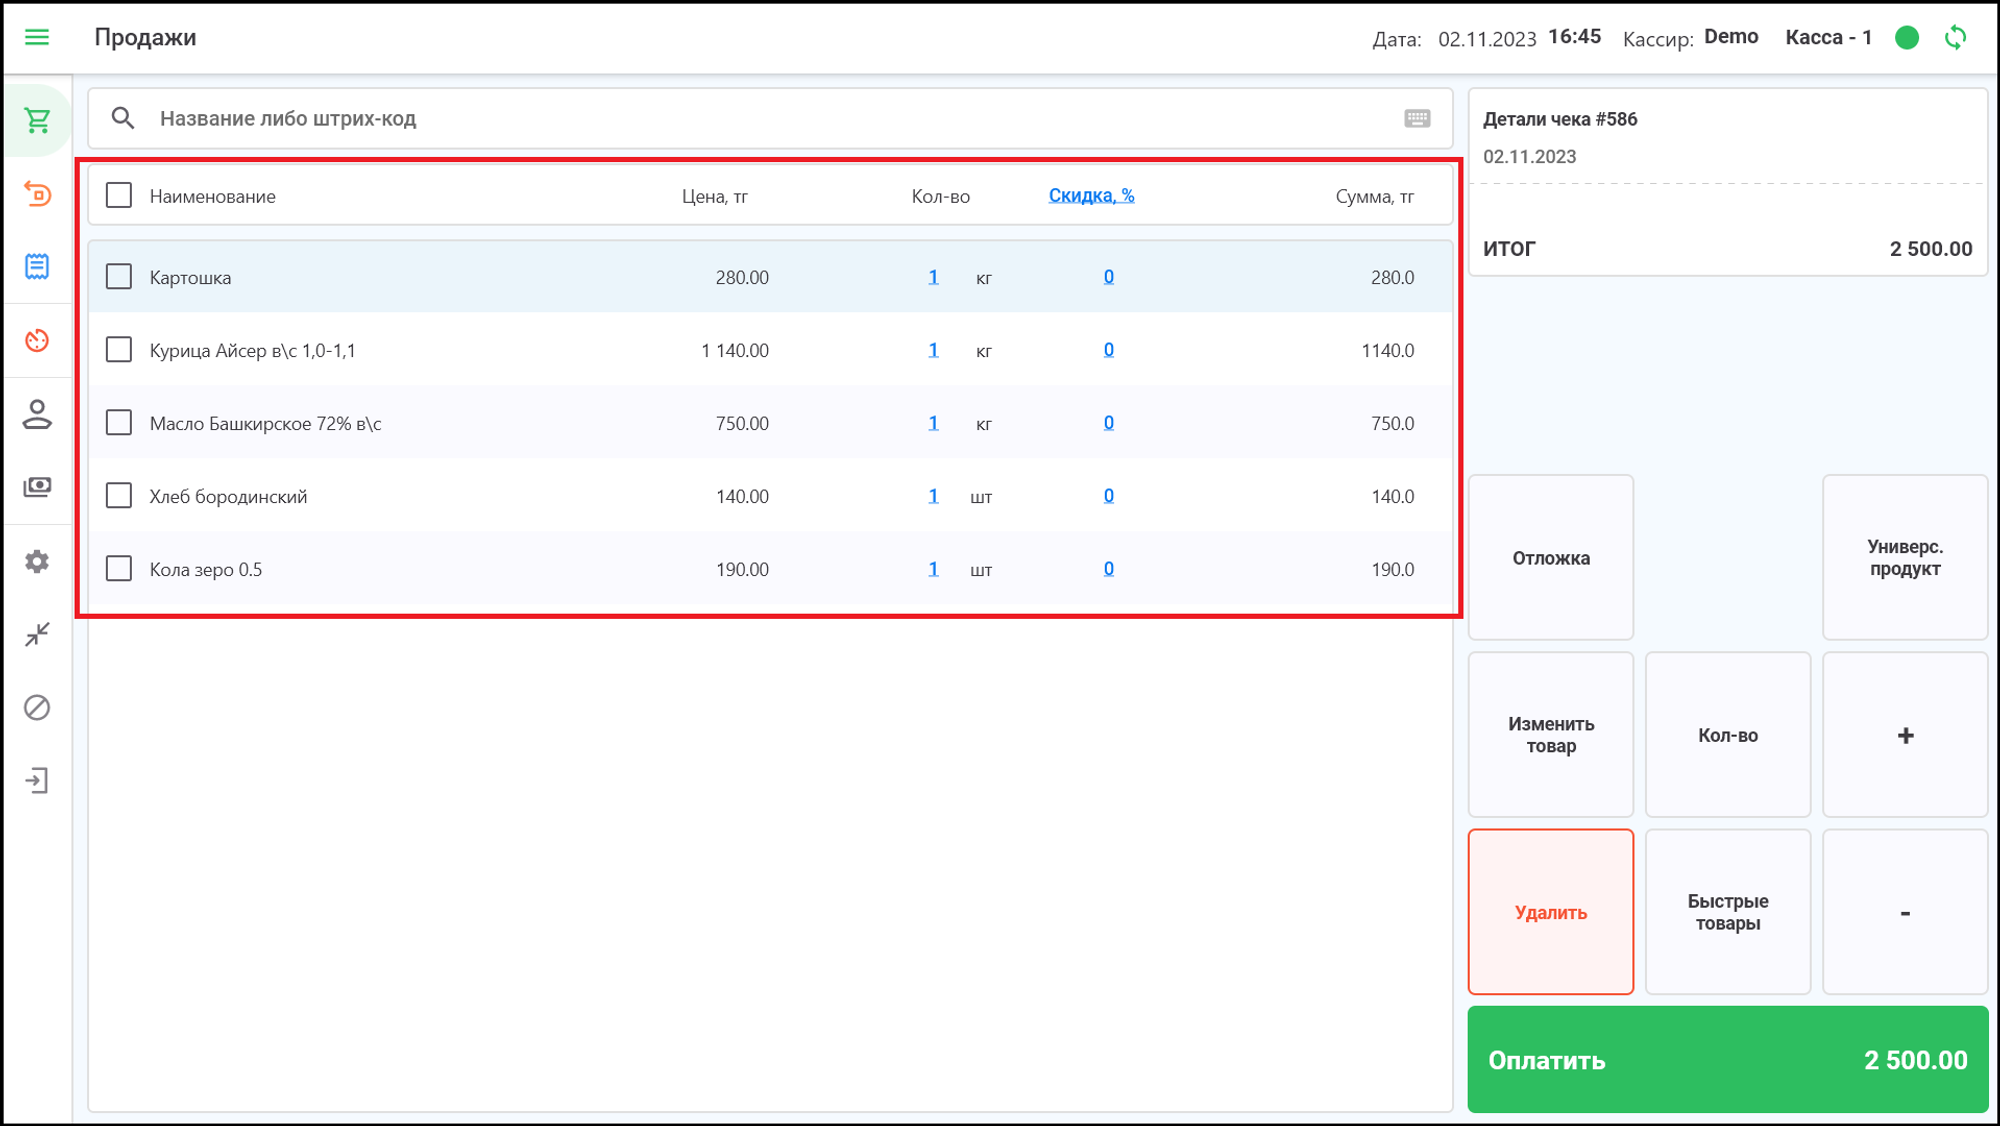 Продажи
Дата: 02.11.2023 16:45 Кассир: Demo Касса - 1
Название либо штрих-код
Наименование Цена, тг Кол-во Скидка, % Сумма, тг
Картошка 280.00 1 кг 0 280.0
Курица Айсер в\с 1,0-1,1 1 140.00 1 кг 0 1140.0
Масло Башкирское 72% в\с 750.00 1 кг 0 750.0
Хлеб бородинский 140.00 1 шт 0 140.0
Кола зеро 0.5 190.00 1 шт 0 190.0
Детали чека #586
02.11.2023
ИТОГ 2 500.00
Отложка
Универс.
продукт
Изменить
товар
Кол-во
+
Удалить
Быстрые
товары
-
Оплатить 2 500.00